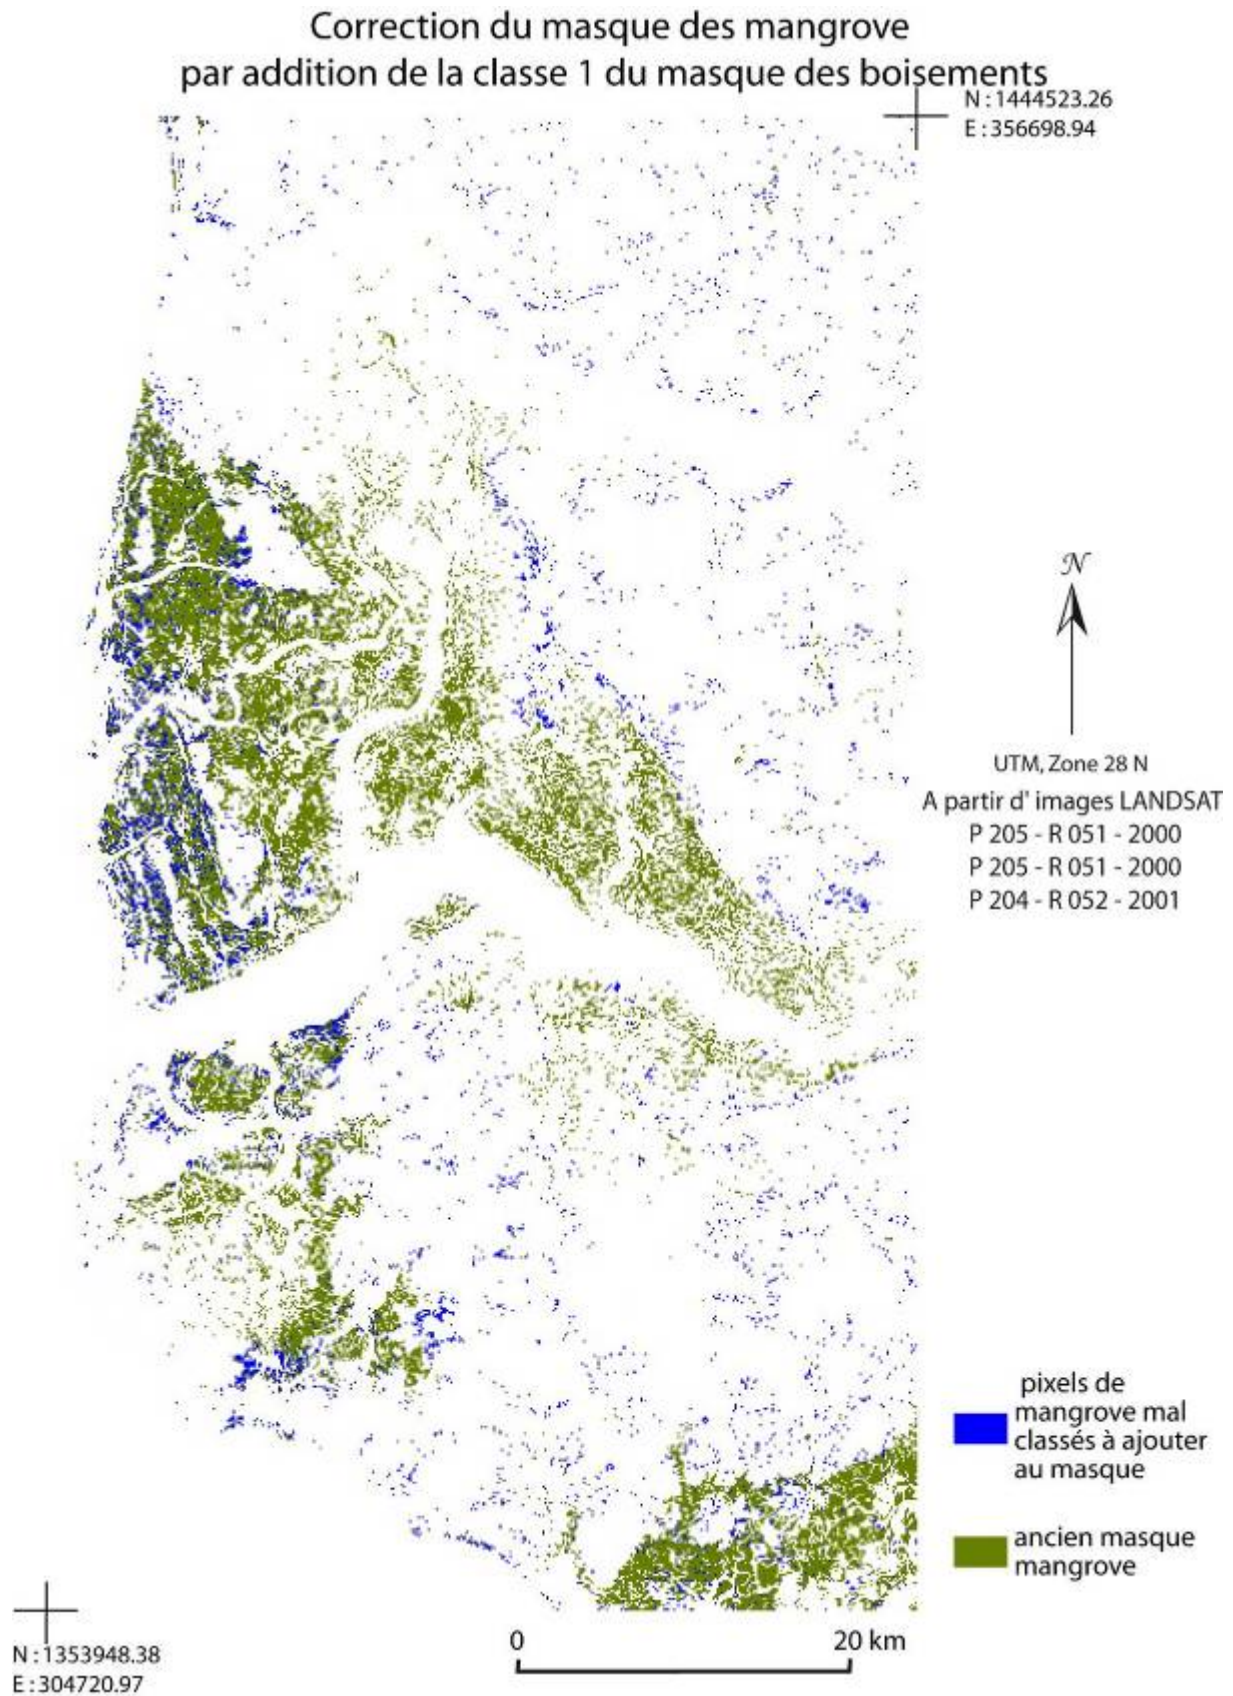 Correction du masque des mangrove
par addition de la classe 1 du masque des boisements
N : 1444523.26
E : 356698.94
N
UTM, Zone 28 N
A partir d' images LANDSAT
P 205 - R 051 - 2000
P 205 - R 051 - 2000
P 204 - R 052 - 2001
pixels de
mangrove mal
classés à ajouter
au masque
ancien masque
mangrove
0
20 km
N : 1353948.38
E : 304720.97